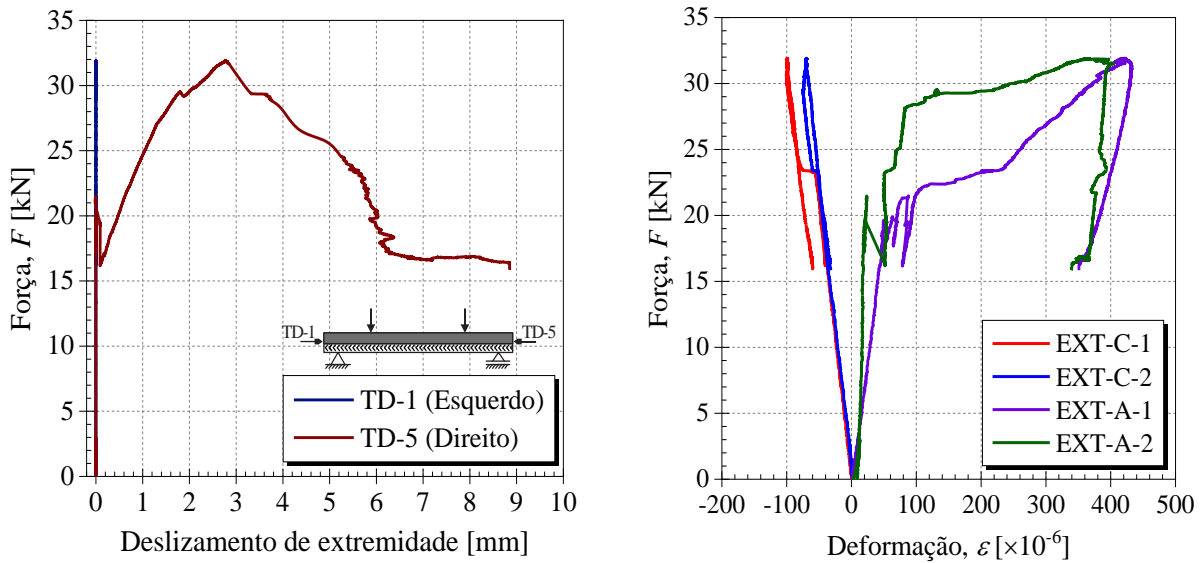 35
30
25
20
15
10
5
0
Força, F [kN]
0 1 2 3 4 5 6 7 8 9 10
Deslizamento de extremidade [mm]
TD-1
TD-5
TD-1 (Esquerdo)
TD-5 (Direito)
35
30
25
20
15
10
5
0
Força, F [kN]
-200 -100 0 100 200 300 400 500
Deformação, ε [×10⁻⁶]
EXT-C-1
EXT-C-2
EXT-A-1
EXT-A-2